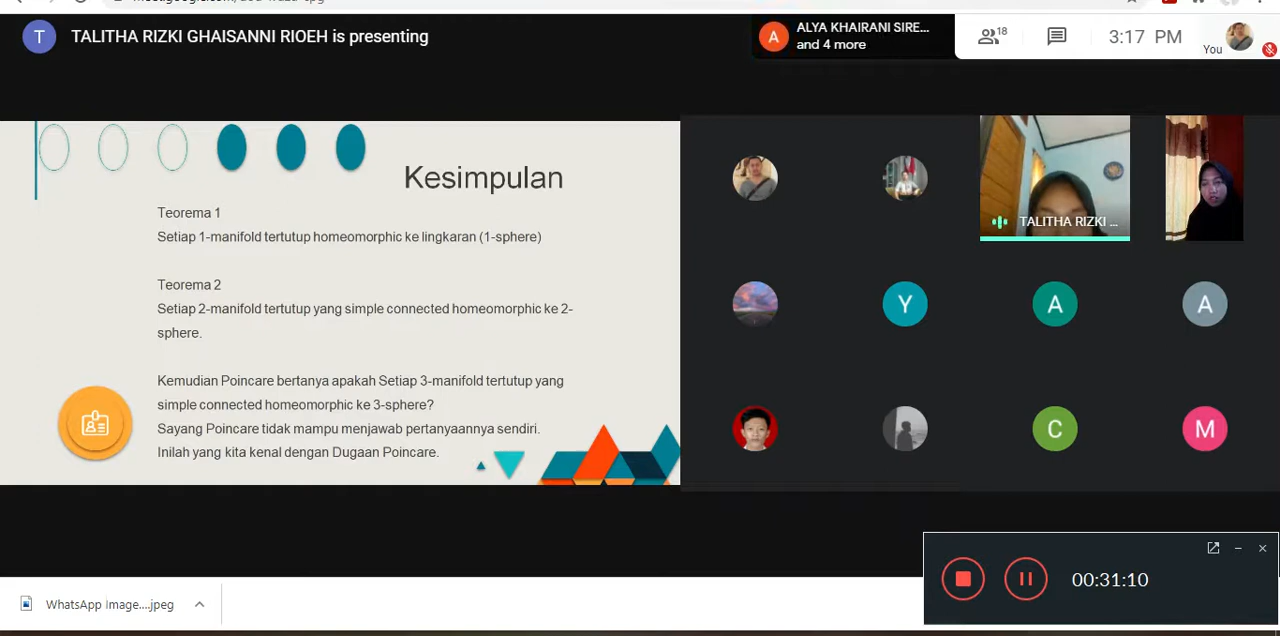 TALITHA RIZKI GHAISANNI RIOEH is presenting
ALYA KHAIRANI SIRE...
and 4 more
18
3:17 PM
You
T
A
Kesimpulan
Teorema 1
Setiap 1-manifold tertutup homeomorphic ke lingkaran (1-sphere)
Teorema 2
Setiap 2-manifold tertutup yang simple connected homeomorphic ke 2-
sphere.
Kemudian Poincare bertanya apakah Setiap 3-manifold tertutup yang
simple connected homeomorphic ke 3-sphere?
Sayang Poincare tidak mampu menjawab pertanyaannya sendiri.
Inilah yang kita kenal dengan Dugaan Poincare.
TALITHA RIZKI ...
Y
A
A
C
M
00:31:10
WhatsApp Image....jpeg